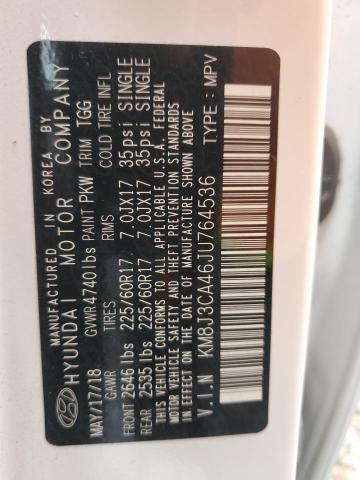 MANUFACTURED IN KOREA BY
HYUNDAI MOTOR COMPANY
MAY/17/18 GVWR 4740 lbs PAINT PKW TRIM TGG
GAWR TIRES RIMS COLD TIRE INFL
FRONT 2646 lbs 225/60R17, 7.0JX17 35psi SINGLE
REAR 2535 lbs 225/60R17, 7.0JX17 35psi SINGLE
THIS VEHICLE CONFORMS TO ALL APPLICABLE U.S.A. FEDERAL
MOTOR VEHICLE SAFETY AND THEFT PREVENTION STANDARDS
IN EFFECT ON THE DATE OF MANUFACTURE SHOWN ABOVE.
V.I.N KM8J3CA46JU764536 TYPE: MPV